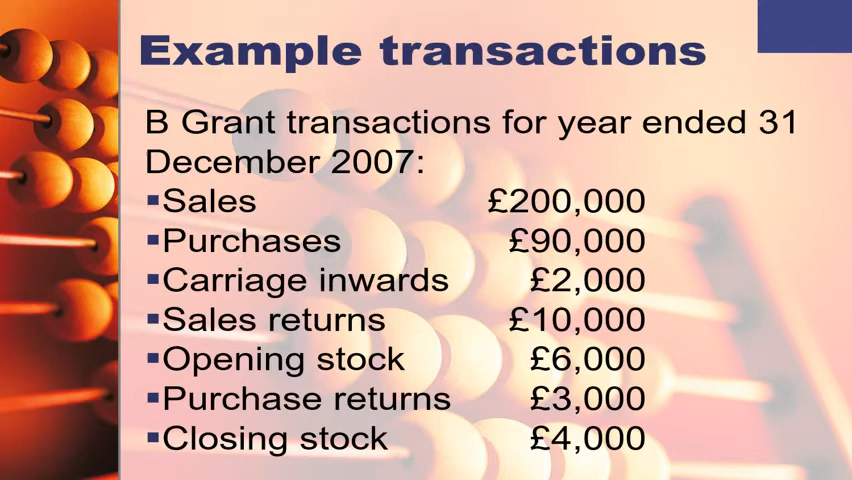 Example transactions
B Grant transactions for year ended 31
December 2007:
▪Sales £200,000
▪Purchases £90,000
▪Carriage inwards £2,000
▪Sales returns £10,000
▪Opening stock £6,000
▪Purchase returns £3,000
▪Closing stock £4,000